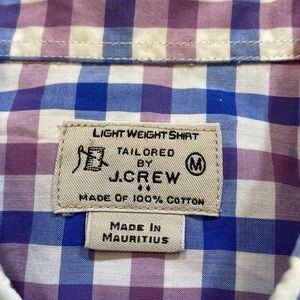 LIGHT WEIGHT SHIRT
TAILORED
BY
M
J.CREW
MADE OF 100% COTTON
MADE IN
MAURITIUS